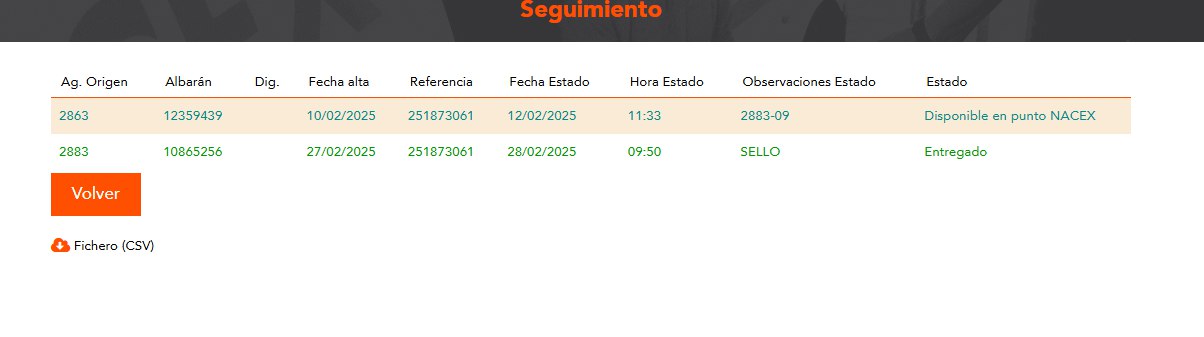 Seguimiento
Ag. Origen Albarán Dig. Fecha alta Referencia Fecha Estado Hora Estado Observaciones Estado Estado
2863 12359439 10/02/2025 251873061 12/02/2025 11:33 2883-09 Disponible en punto NACEX
2883 10865256 27/02/2025 251873061 28/02/2025 09:50 SELLO Entregado
Volver
Fichero (CSV)